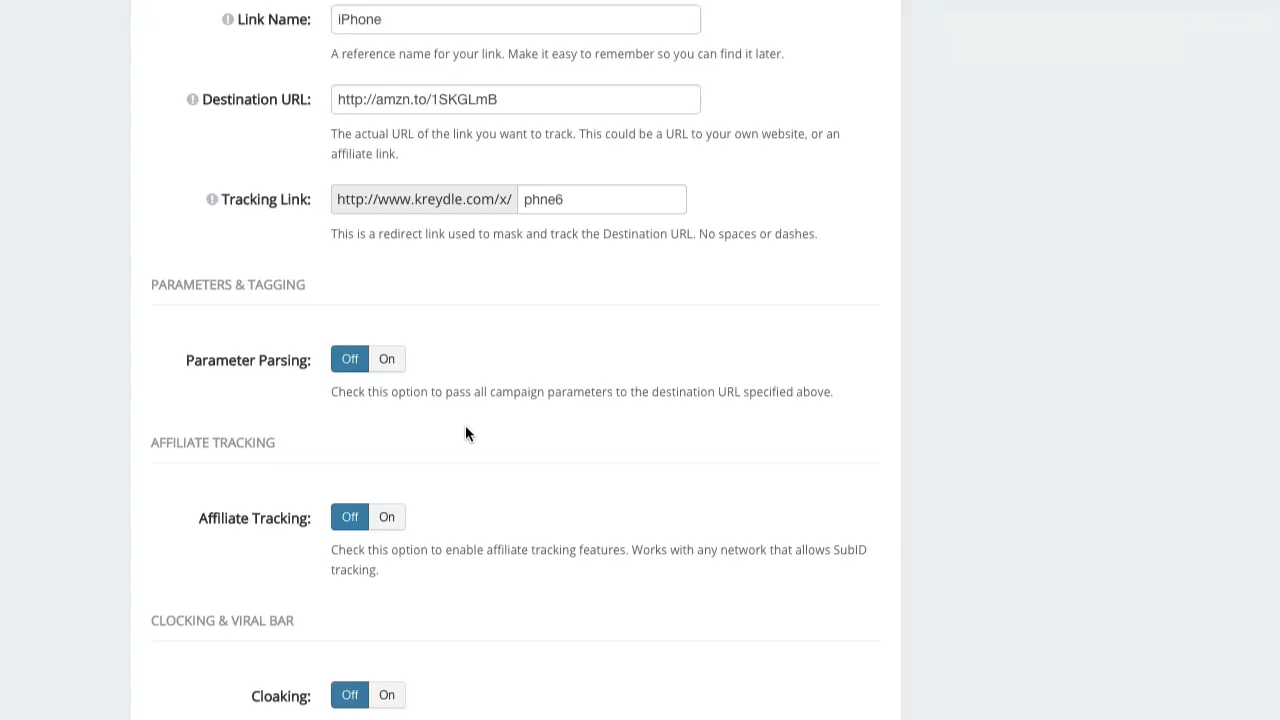 Link Name: iPhone
A reference name for your link. Make it easy to remember so you can find it later.
Destination URL: http://amzn.to/1SKGLmB
The actual URL of the link you want to track. This could be a URL to your own website, or an
affiliate link.
Tracking Link: http://www.kreydle.com/x/ phne6
This is a redirect link used to mask and track the Destination URL. No spaces or dashes.
PARAMETERS & TAGGING
Parameter Parsing: Off On
Check this option to pass all campaign parameters to the destination URL specified above.
AFFILIATE TRACKING
Affiliate Tracking: Off On
Check this option to enable affiliate tracking features. Works with any network that allows SubID
tracking.
CLOCKING & VIRAL BAR
Cloaking: Off On